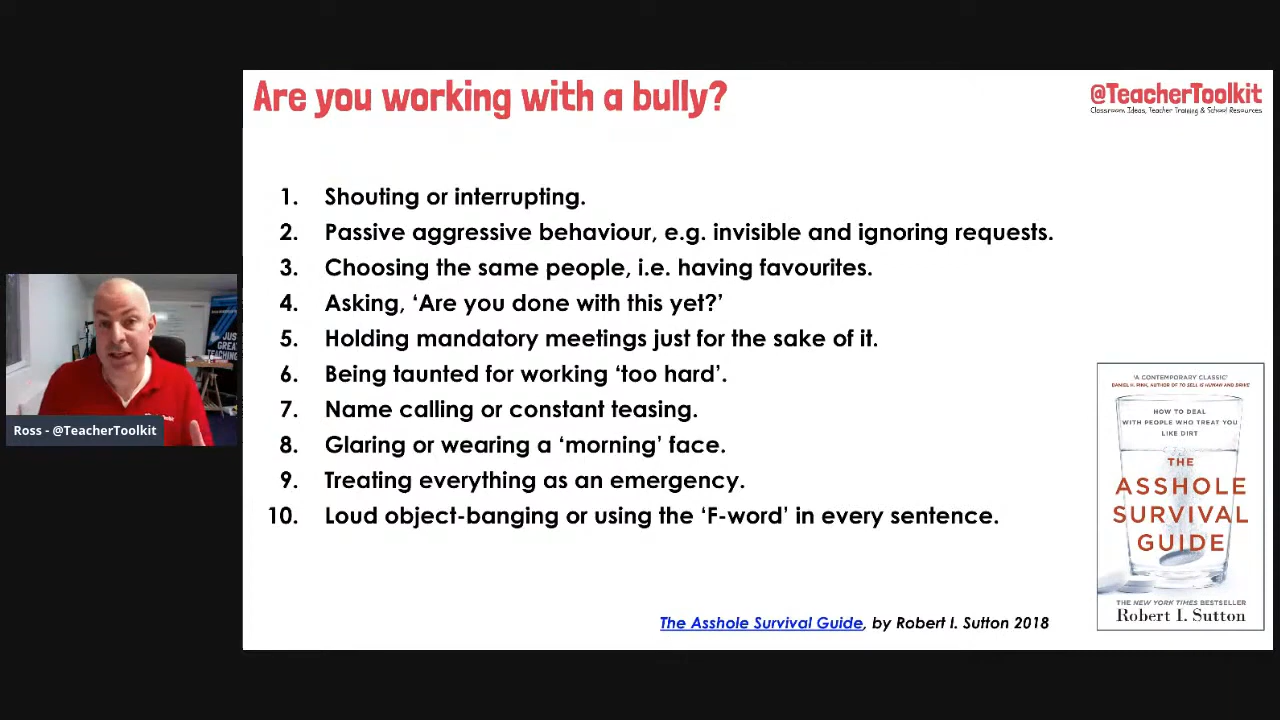 Are you working with a bully?
@TeacherToolkit
Classroom Ideas, Teacher Training & School Resources
1. Shouting or interrupting.
2. Passive aggressive behaviour, e.g. invisible and ignoring requests.
3. Choosing the same people, i.e. having favourites.
4. Asking, ‘Are you done with this yet?’
5. Holding mandatory meetings just for the sake of it.
6. Being taunted for working ‘too hard’.
7. Name calling or constant teasing.
8. Glaring or wearing a ‘morning’ face.
9. Treating everything as an emergency.
10. Loud object-banging or using the ‘F-word’ in every sentence.
The Asshole Survival Guide, by Robert I. Sutton 2018
JUS
GREA
TEACHING
Ross - @TeacherToolkit
'A CONTEMPORARY CLASSIC'
DANIEL H. PINK, AUTHOR OF TO SELL IS HUMAN AND DRIVE
HOW TO DEAL
WITH PEOPLE WHO TREAT YOU
LIKE DIRT
THE
ASSHOLE
SURVIVAL
GUIDE
THE NEW YORK TIMES BESTSELLER
Robert I. Sutton